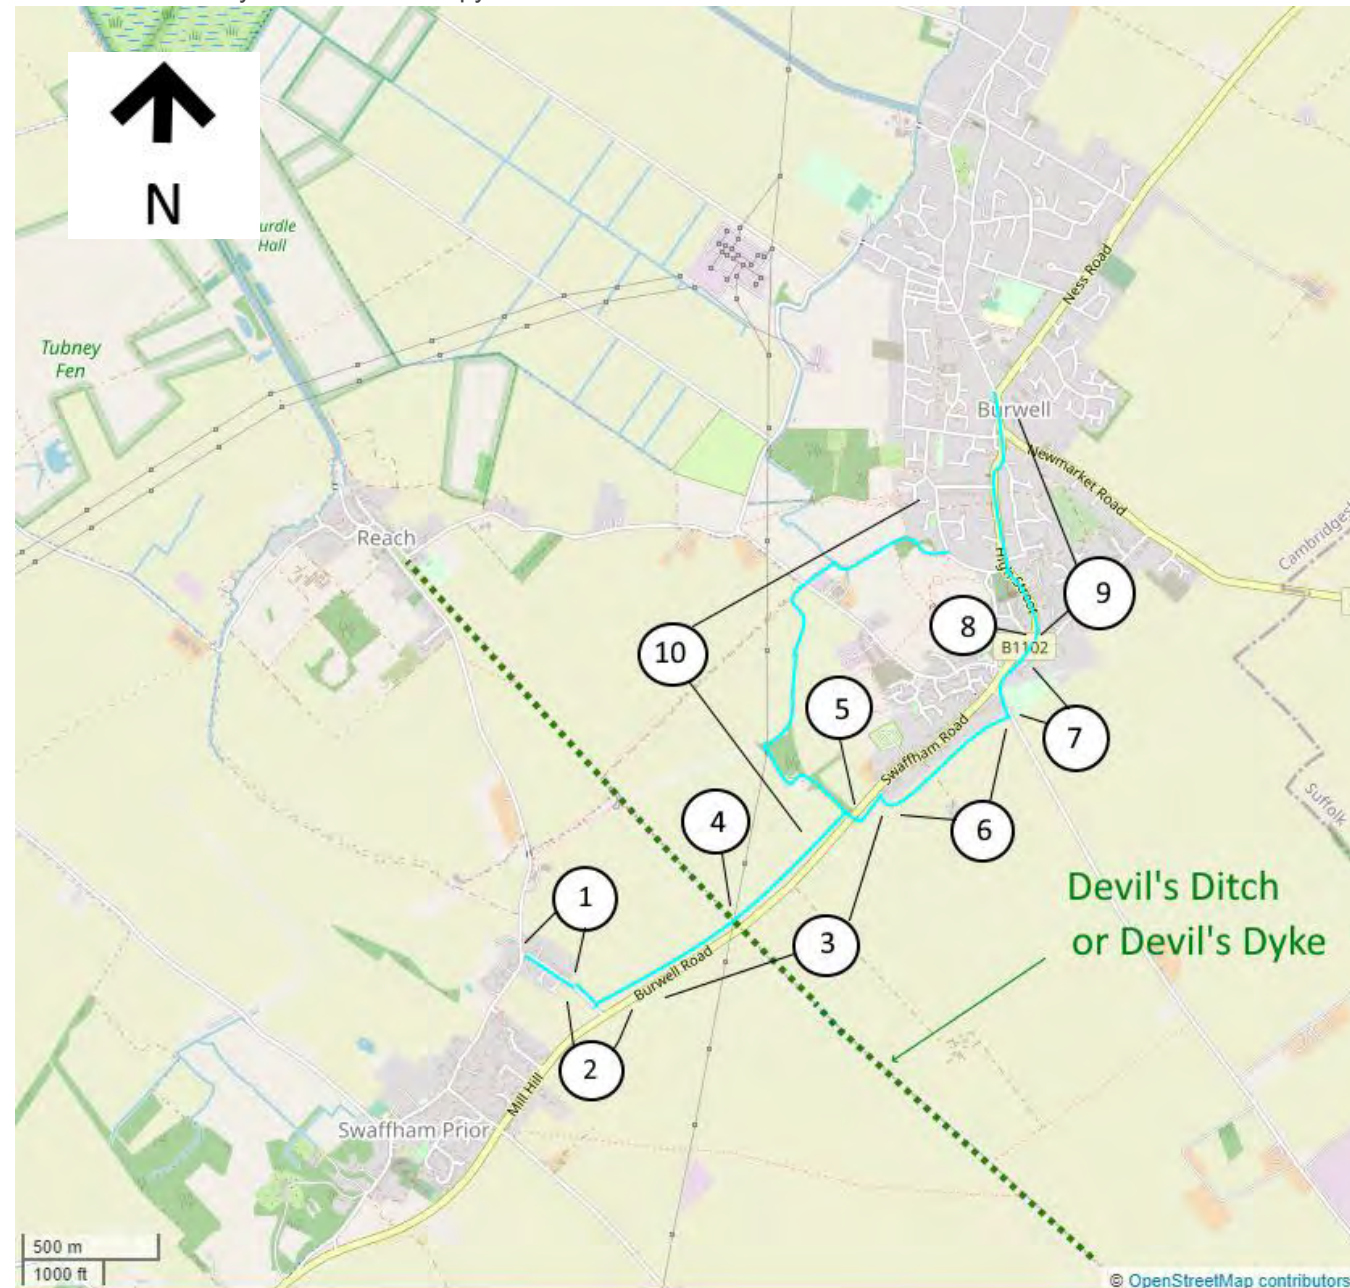 N
urdle
Hall
Tubney
Fen
Ness Road
Burwell
Newmarket Road
Reach
High Street
Cambridgesh
9
8
B1102
10
5
7
Swaffham Road
4
6
Suffolk
1
Devil's Ditch
or Devil's Dyke
3
Burwell Road
2
Mill Hill
Swaffham Prior
500 m
1000 ft
© OpenStreetMap contributors